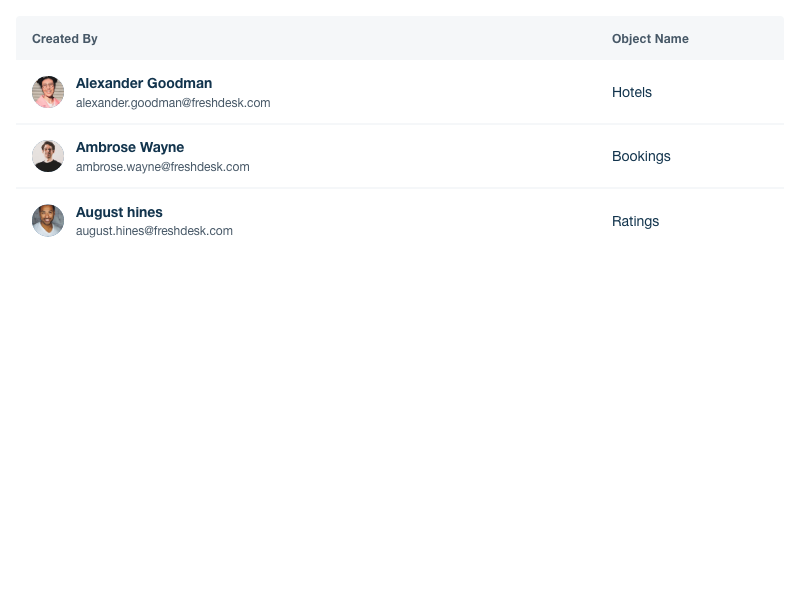 Created By Object Name
Alexander Goodman
alexander.goodman@freshdesk.com
Hotels
Ambrose Wayne
ambrose.wayne@freshdesk.com
Bookings
August hines
august.hines@freshdesk.com
Ratings